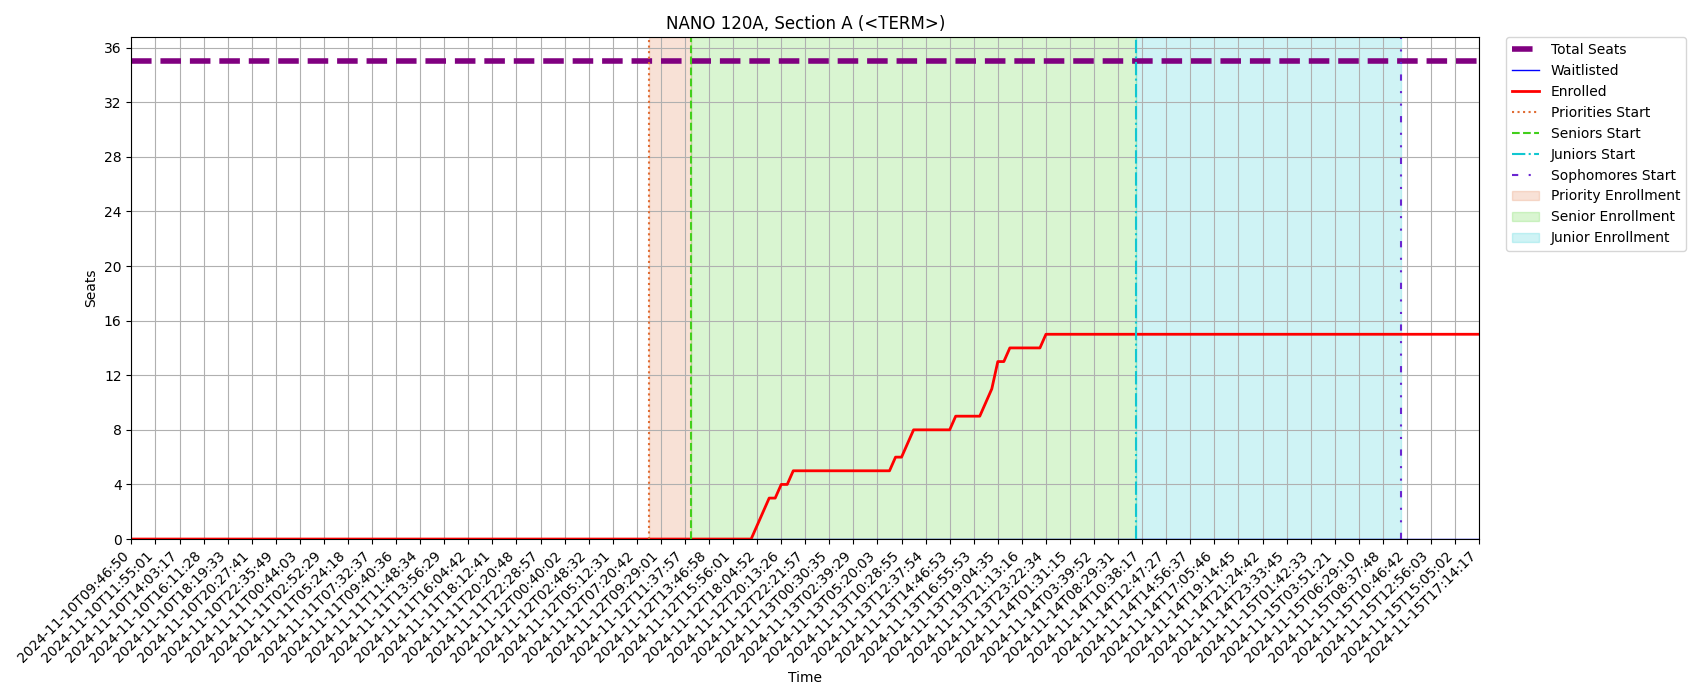 NANO 120A, Section A (<TERM>)
36
32
28
24
20
16
12
8
4
0
Seats
2024-11-10T09:46:50
2024-11-10T11:55:01
2024-11-10T14:03:17
2024-11-10T16:11:28
2024-11-10T18:19:33
2024-11-10T20:27:41
2024-11-10T22:35:49
2024-11-11T00:44:03
2024-11-11T02:52:29
2024-11-11T05:24:18
2024-11-11T07:32:37
2024-11-11T09:40:36
2024-11-11T11:48:34
2024-11-11T13:56:29
2024-11-11T16:04:42
2024-11-11T18:12:41
2024-11-11T20:20:48
2024-11-11T22:28:57
2024-11-12T00:40:02
2024-11-12T02:48:32
2024-11-12T05:12:31
2024-11-12T07:20:42
2024-11-12T09:29:01
2024-11-12T11:37:57
2024-11-12T13:46:58
2024-11-12T15:56:01
2024-11-12T18:04:52
2024-11-12T20:13:26
2024-11-12T22:21:57
2024-11-13T00:30:35
2024-11-13T02:39:29
2024-11-13T05:20:03
2024-11-13T10:28:55
2024-11-13T12:37:54
2024-11-13T14:46:53
2024-11-13T16:55:53
2024-11-13T19:04:35
2024-11-13T21:13:16
2024-11-13T23:22:34
2024-11-14T01:31:15
2024-11-14T03:39:52
2024-11-14T08:29:31
2024-11-14T10:38:17
2024-11-14T12:47:27
2024-11-14T14:56:37
2024-11-14T17:05:46
2024-11-14T19:14:45
2024-11-14T21:24:42
2024-11-14T23:33:45
2024-11-15T01:42:33
2024-11-15T03:51:21
2024-11-15T06:29:10
2024-11-15T08:37:48
2024-11-15T10:46:42
2024-11-15T12:56:03
2024-11-15T15:05:02
2024-11-15T17:14:17
Time
Total Seats
Waitlisted
Enrolled
Priorities Start
Seniors Start
Juniors Start
Sophomores Start
Priority Enrollment
Senior Enrollment
Junior Enrollment